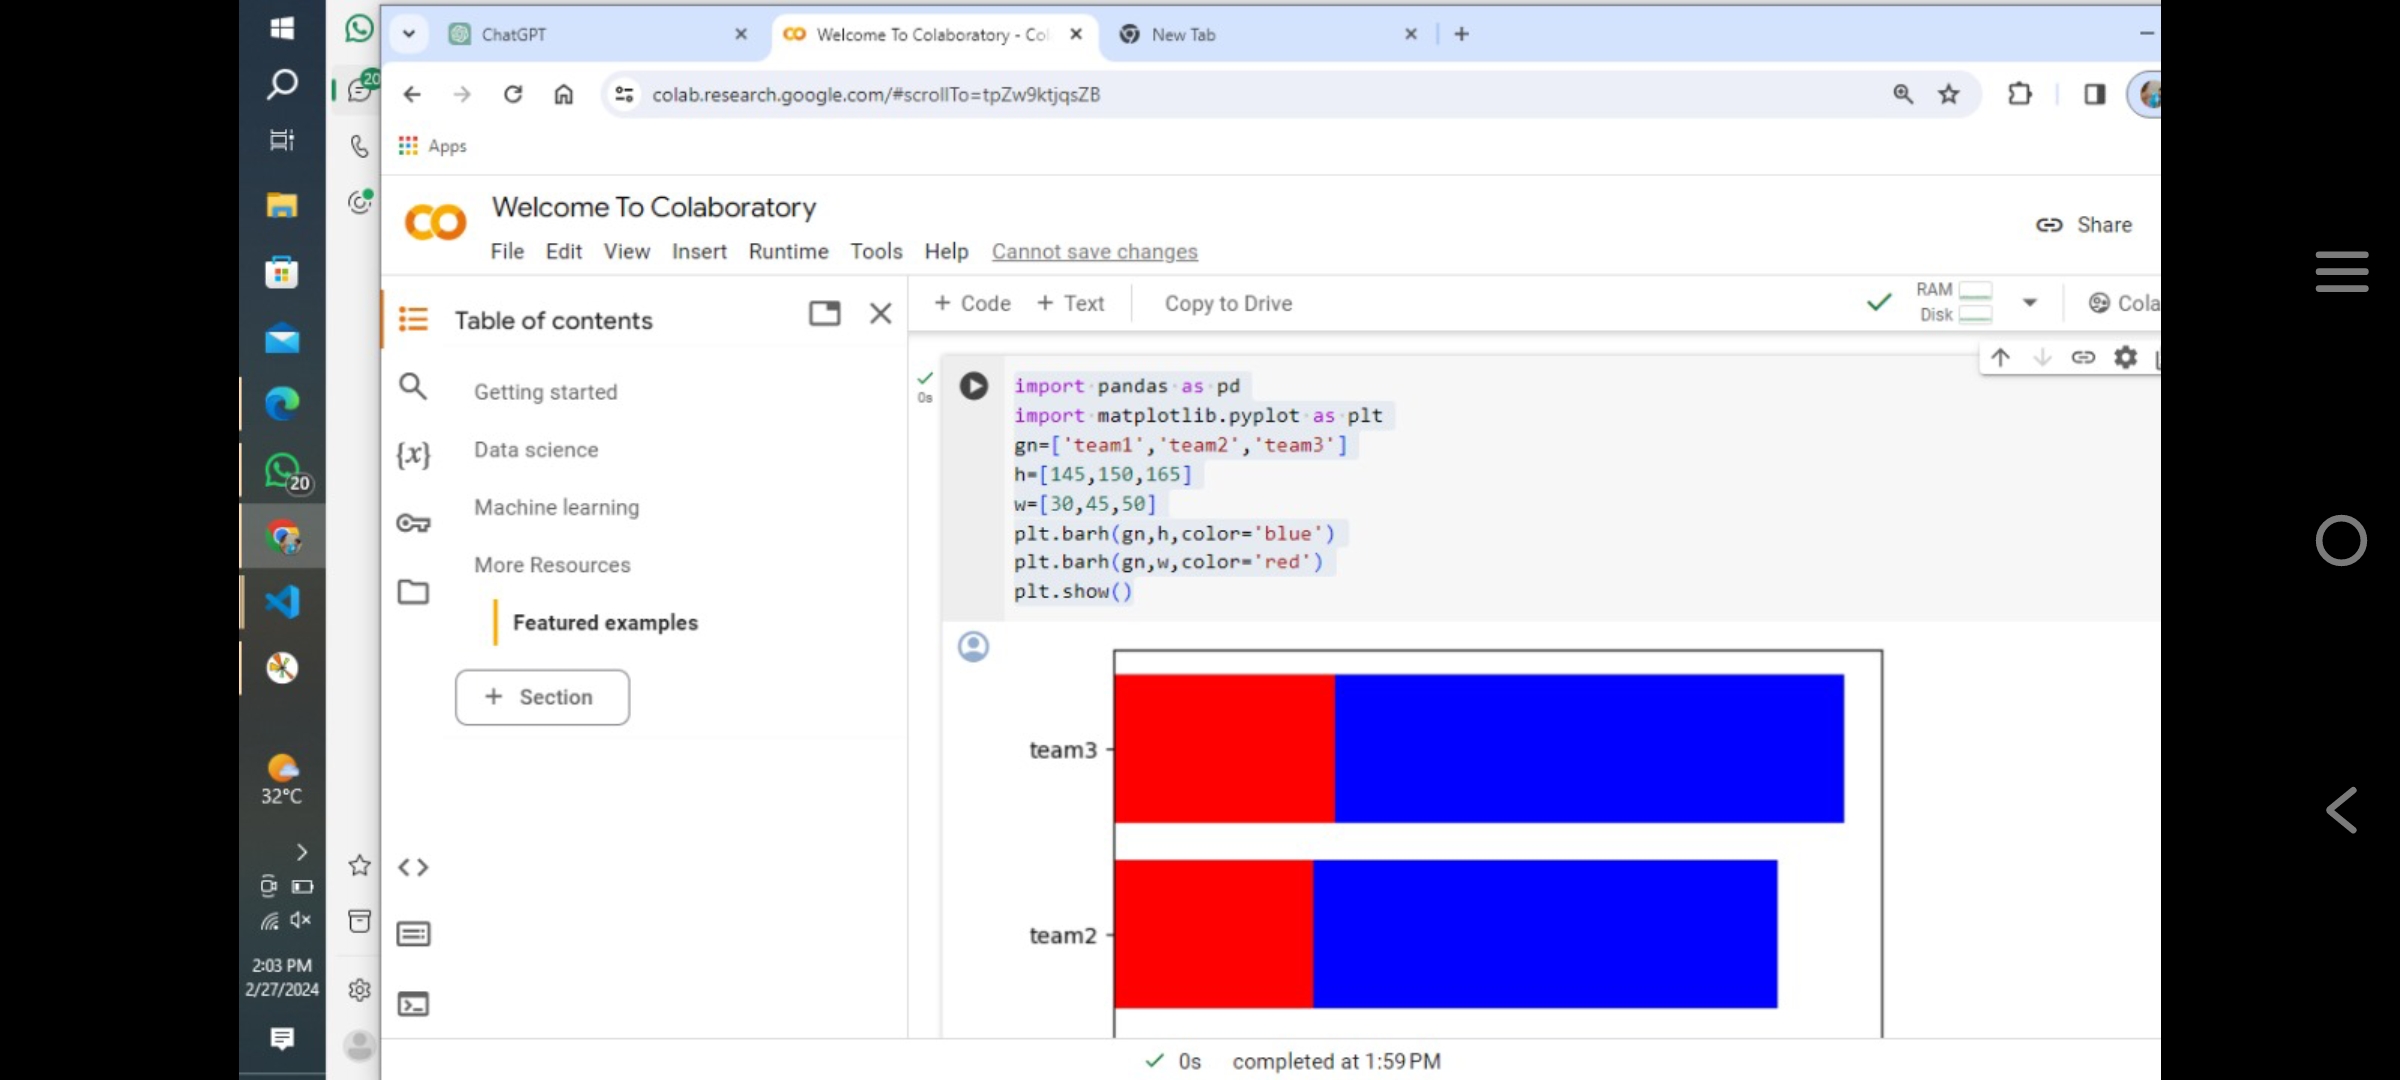 ChatGPT
Welcome To Colaboratory - Col
New Tab
20
colab.research.google.com/#scrollTo=tpZw9ktjqsZB
Apps
Welcome To Colaboratory
File Edit View Insert Runtime Tools Help Cannot save changes
Share
Table of contents
+ Code + Text Copy to Drive
RAM
Disk
Cola
Getting started
Data science
Machine learning
More Resources
Featured examples
+ Section
0s
import pandas as pd
import matplotlib.pyplot as plt
gn=['team1','team2','team3']
h=[145,150,165]
w=[30,45,50]
plt.barh(gn,h,color='blue')
plt.barh(gn,w,color='red')
plt.show()
team3
team2
20
32°C
2:03 PM
2/27/2024
0s completed at 1:59 PM